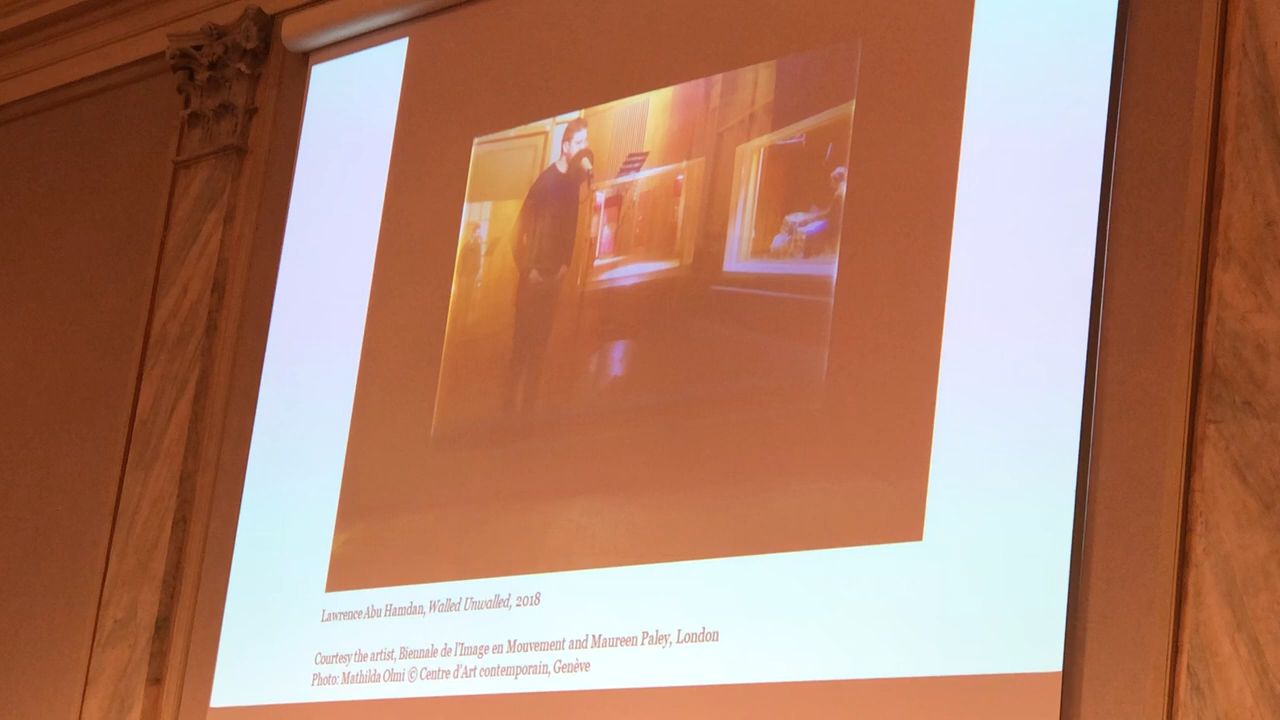 Lawrence Abu Hamdan, Walled Unwalled, 2018
Courtesy the artist, Biennale de l'Image en Mouvement and Maureen Paley, London
Photo: Mathilda Olmi © Centre d'Art contemporain, Genève